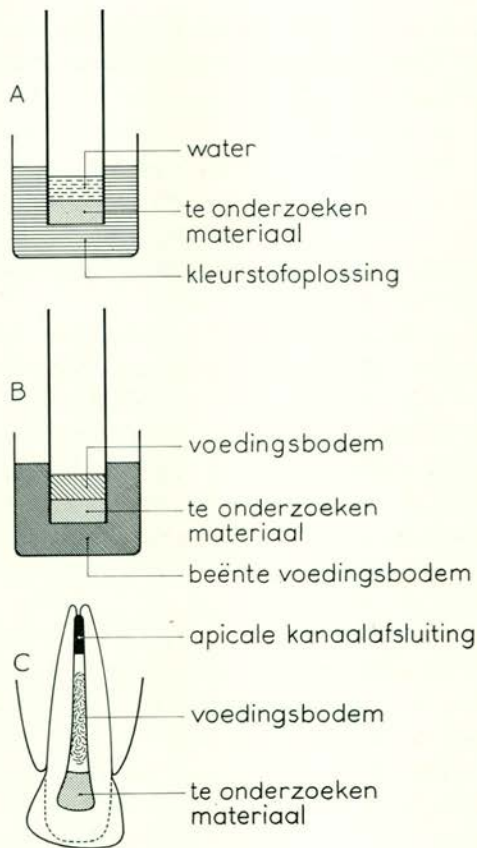 A
water
te onderzoeken
materiaal
kleurstofoplossing
B
voedingsbodem
te onderzoeken
materiaal
beënte voedingsbodem
apicale kanaalafsluiting
C
voedingsbodem
te onderzoeken
materiaal